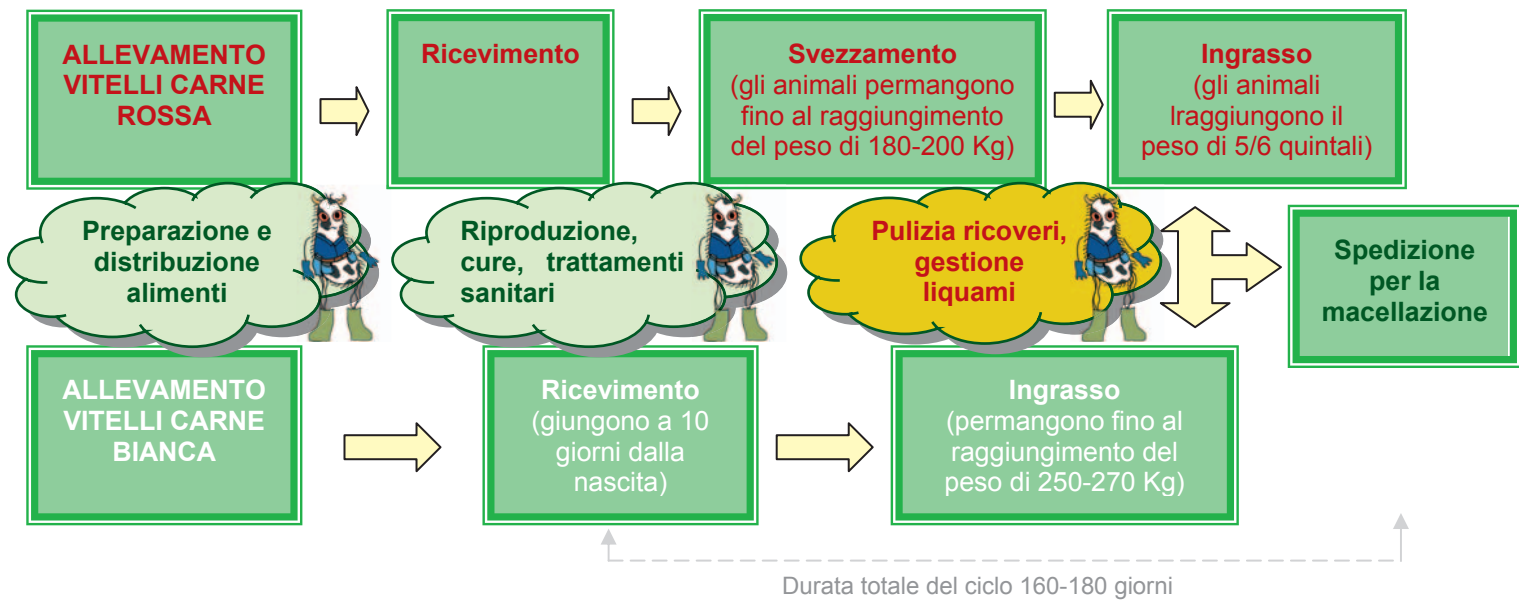 ALLEVAMENTO
VITELLI CARNE
ROSSA
Ricevimento
Svezzamento
(gli animali permangono
fino al raggiungimento
del peso di 180-200 Kg)
Ingrasso
(gli animali
lraggiungono il
peso di 5/6 quintali)
Preparazione e
distribuzione
alimenti
Riproduzione,
cure, trattamenti
sanitari
Pulizia ricoveri,
gestione
liquami
Spedizione
per la
macellazione
ALLEVAMENTO
VITELLI CARNE
BIANCA
Ricevimento
(giungono a 10
giorni dalla
nascita)
Ingrasso
(permangono fino al
raggiungimento del
peso di 250-270 Kg)
Durata totale del ciclo 160-180 giorni